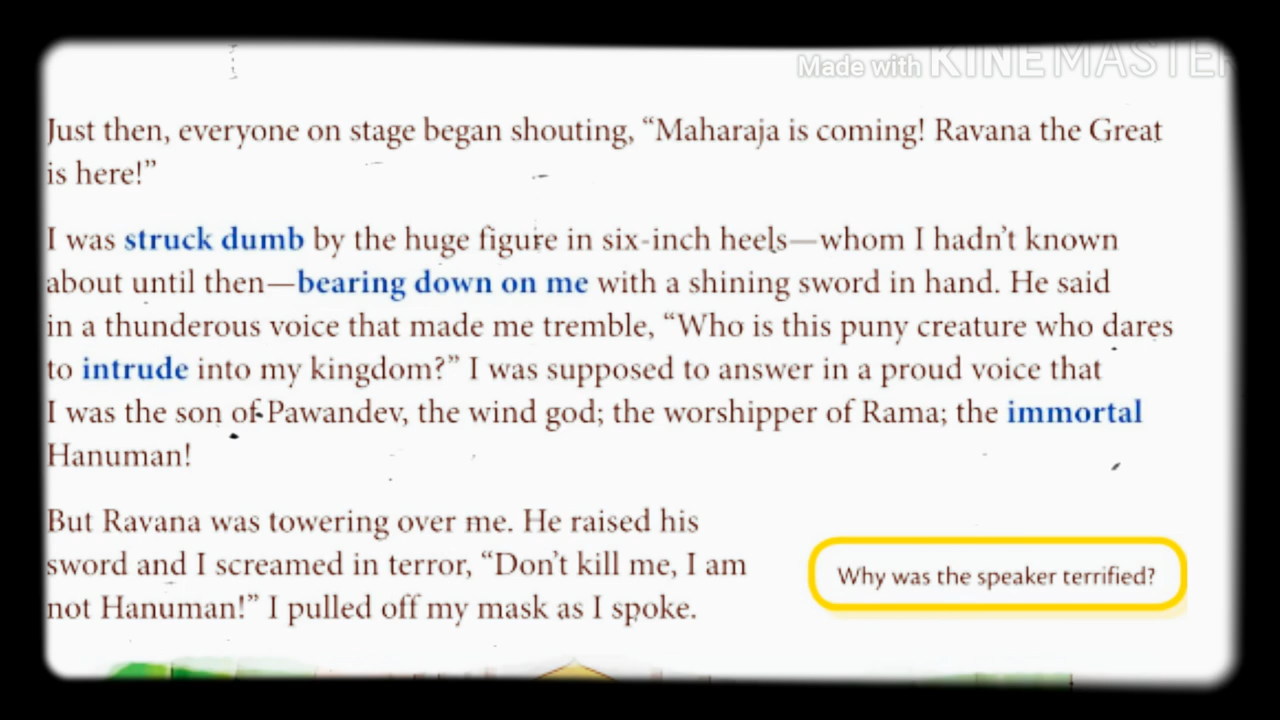 Made with KINEMASTER
Just then, everyone on stage began shouting, “Maharaja is coming! Ravana the Great
is here!”
I was struck dumb by the huge figure in six-inch heels—whom I hadn’t known
about until then—bearing down on me with a shining sword in hand. He said
in a thunderous voice that made me tremble, “Who is this puny creature who dares
to intrude into my kingdom?” I was supposed to answer in a proud voice that
I was the son of Pawandev, the wind god; the worshipper of Rama; the immortal
Hanuman!
But Ravana was towering over me. He raised his
sword and I screamed in terror, “Don’t kill me, I am
not Hanuman!” I pulled off my mask as I spoke.
Why was the speaker terrified?